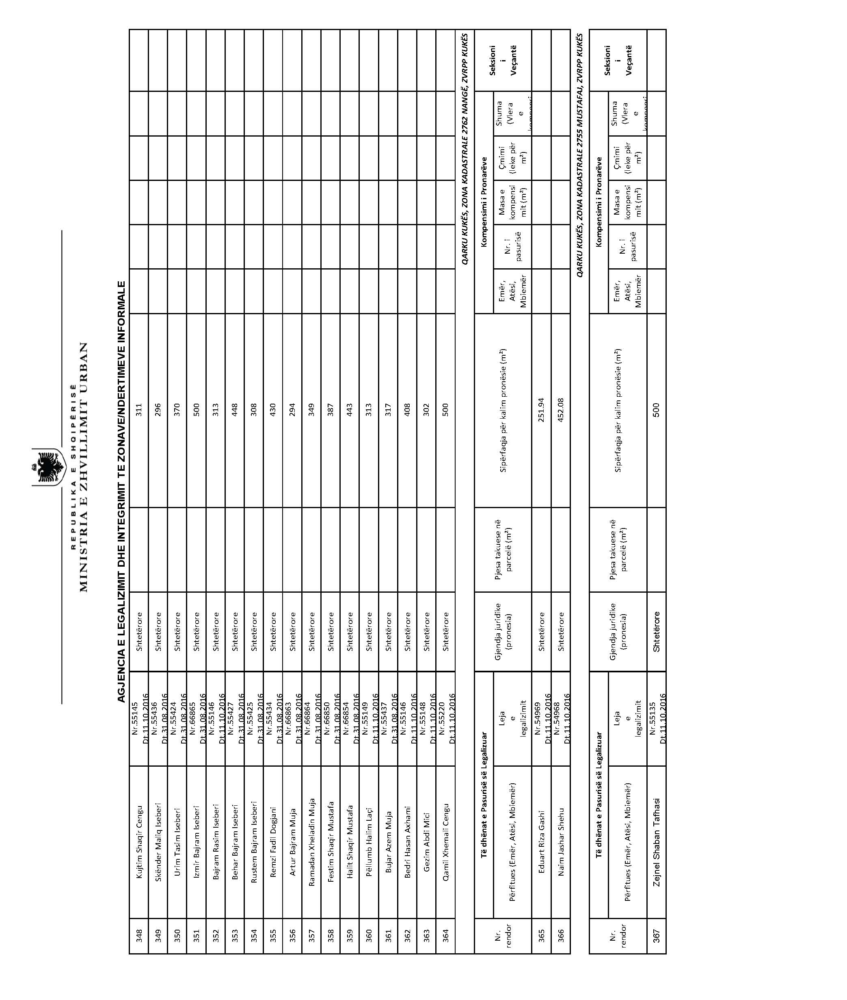 REPUBLIKA E SHQIPËRISË
MINISTRIA E ZHVILLIMIT URBAN
AGJENCIA E LEGALIZIMIT DHE INTEGRIMIT TE ZONAVE/NDERTIMEVE INFORMALE
348 Kujtim Shaqir Cengu Nr.55145 Dt.11.10.2016 Shtetërore 311
349 Skënder Maliq Iseberi Nr.55436 Dt.31.08.2016 Shtetërore 296
350 Urim Tasim Iseberi Nr.55424 Dt.31.08.2016 Shtetërore 370
351 Izmir Bajram Iseberi Nr.66865 Dt.31.08.2016 Shtetërore 500
352 Bajram Rasim Iseberi Nr.55146 Dt.11.10.2016 Shtetërore 313
353 Behar Bajram Iseberi Nr.55427 Dt.31.08.2016 Shtetërore 448
354 Rustem Bajram Iseberi Nr.55425 Dt.31.08.2016 Shtetërore 308
355 Remzi Fadil Dogjani Nr.55434 Dt.31.08.2016 Shtetërore 430
356 Artur Bajram Muja Nr.66863 Dt.31.08.2016 Shtetërore 294
357 Ramadan Xheladin Muja Nr.66864 Dt.31.08.2016 Shtetërore 349
358 Festim Shaqir Mustafa Nr.66850 Dt.31.08.2016 Shtetërore 387
359 Halit Shaqir Mustafa Nr.66854 Dt.31.08.2016 Shtetërore 443
360 Pëllumb Halim Laçi Nr.55149 Dt.11.10.2016 Shtetërore 313
361 Bujar Azem Muja Nr.55437 Dt.31.08.2016 Shtetërore 317
362 Bedri Hasan Axhami Nr.55146 Dt.11.10.2016 Shtetërore 408
363 Gezim Abdi Mici Nr.55148 Dt.11.10.2016 Shtetërore 302
364 Qamil Xhemali Cengu Nr.55220 Dt.11.10.2016 Shtetërore 500
QARKU KUKËS, ZONA KADASTRALE 2762 NANGË, ZVRPP KUKËS
Nr. rendor
Të dhënat e Pasurisë së Legalizuar
Përfitues (Emër, Atësi, Mbiemër)
Leja e legalizimit
Gjendja juridike (pronesia)
Pjesa takuese në parcelë (m²)
Sipërfaqja për kalim pronësie (m²)
Kompensimi i Pronarëve
Emër, Atësi, Mbiemër
Nr. i pasurisë
Masa e kompensi mit (m²)
Çmimi (leke për m²)
Shuma (Vlera e kompensi
Seksioni i Veçantë
365 Eduart Riza Gashi Nr.54969 Dt.11.10.2016 Shtetërore 251.94
366 Naim Jashar Shehu Nr.54968 Dt.11.10.2016 Shtetërore 452.08
QARKU KUKËS, ZONA KADASTRALE 2755 MUSTAFAJ, ZVRPP KUKËS
Nr. rendor
Të dhënat e Pasurisë së Legalizuar
Përfitues (Emër, Atësi, Mbiemër)
Leja e legalizimit
Gjendja juridike (pronesia)
Pjesa takuese në parcelë (m²)
Sipërfaqja për kalim pronësie (m²)
Kompensimi i Pronarëve
Emër, Atësi, Mbiemër
Nr. i pasurisë
Masa e kompensi mit (m²)
Çmimi (leke për m²)
Shuma (Vlera e kompensi
Seksioni i Veçantë
367 Zejnel Shaban Tafhasi Nr.55135 Dt.11.10.2016 Shtetërore 500